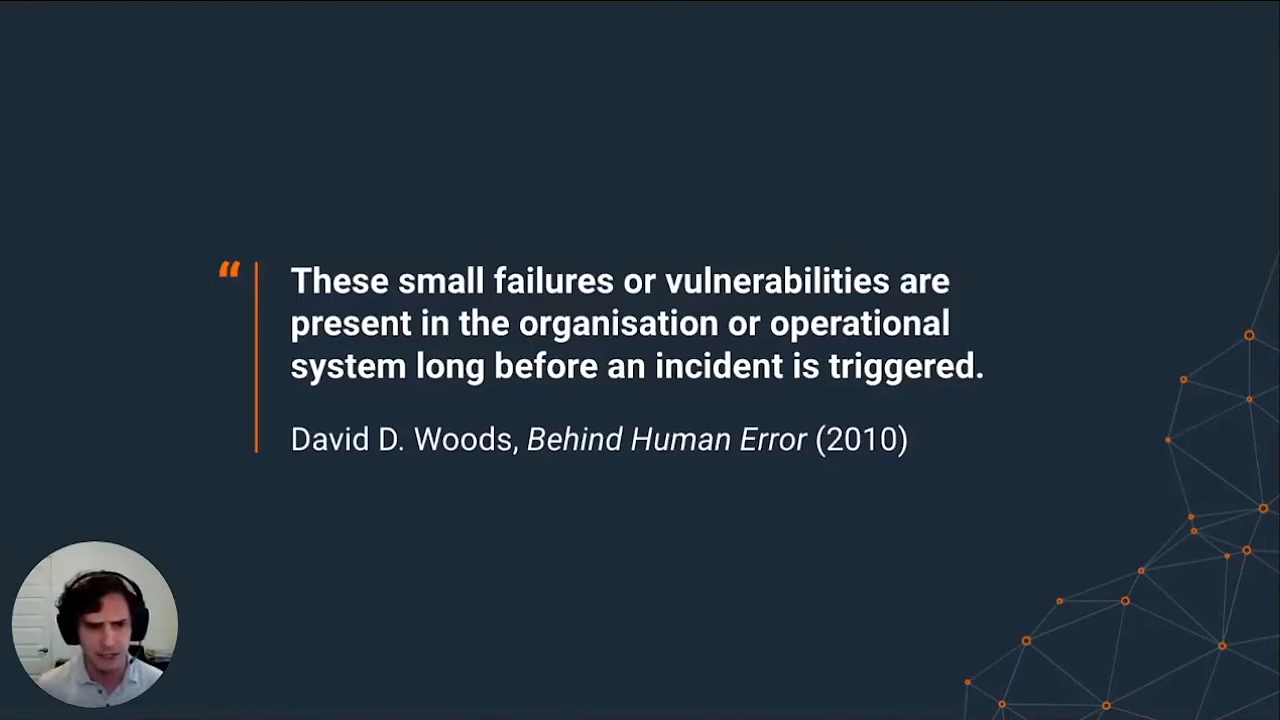 “
These small failures or vulnerabilities are
present in the organisation or operational
system long before an incident is triggered.
David D. Woods, Behind Human Error (2010)